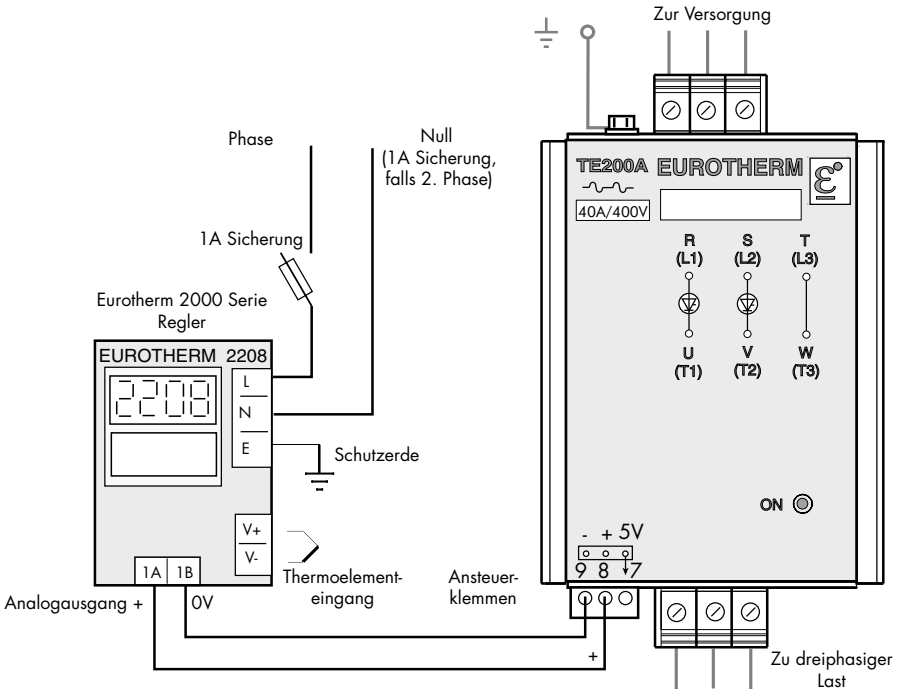 Zur Versorgung
Phase
Null
(1A Sicherung,
falls 2. Phase)
1A Sicherung
Eurotherm 2000 Serie
Regler
EUROTHERM 2208
2208
L
N
E
Schutzerde
V+
V-
Thermoelement-
eingang
1A 1B
Analogausgang +
0V
TE200A EUROTHERM
40A/400V
R S T
(L1) (L2) (L3)
U V W
(T1) (T2) (T3)
ON
- + 5V
9 8 7
Ansteuer-
klemmen
+
Zu dreiphasiger
Last